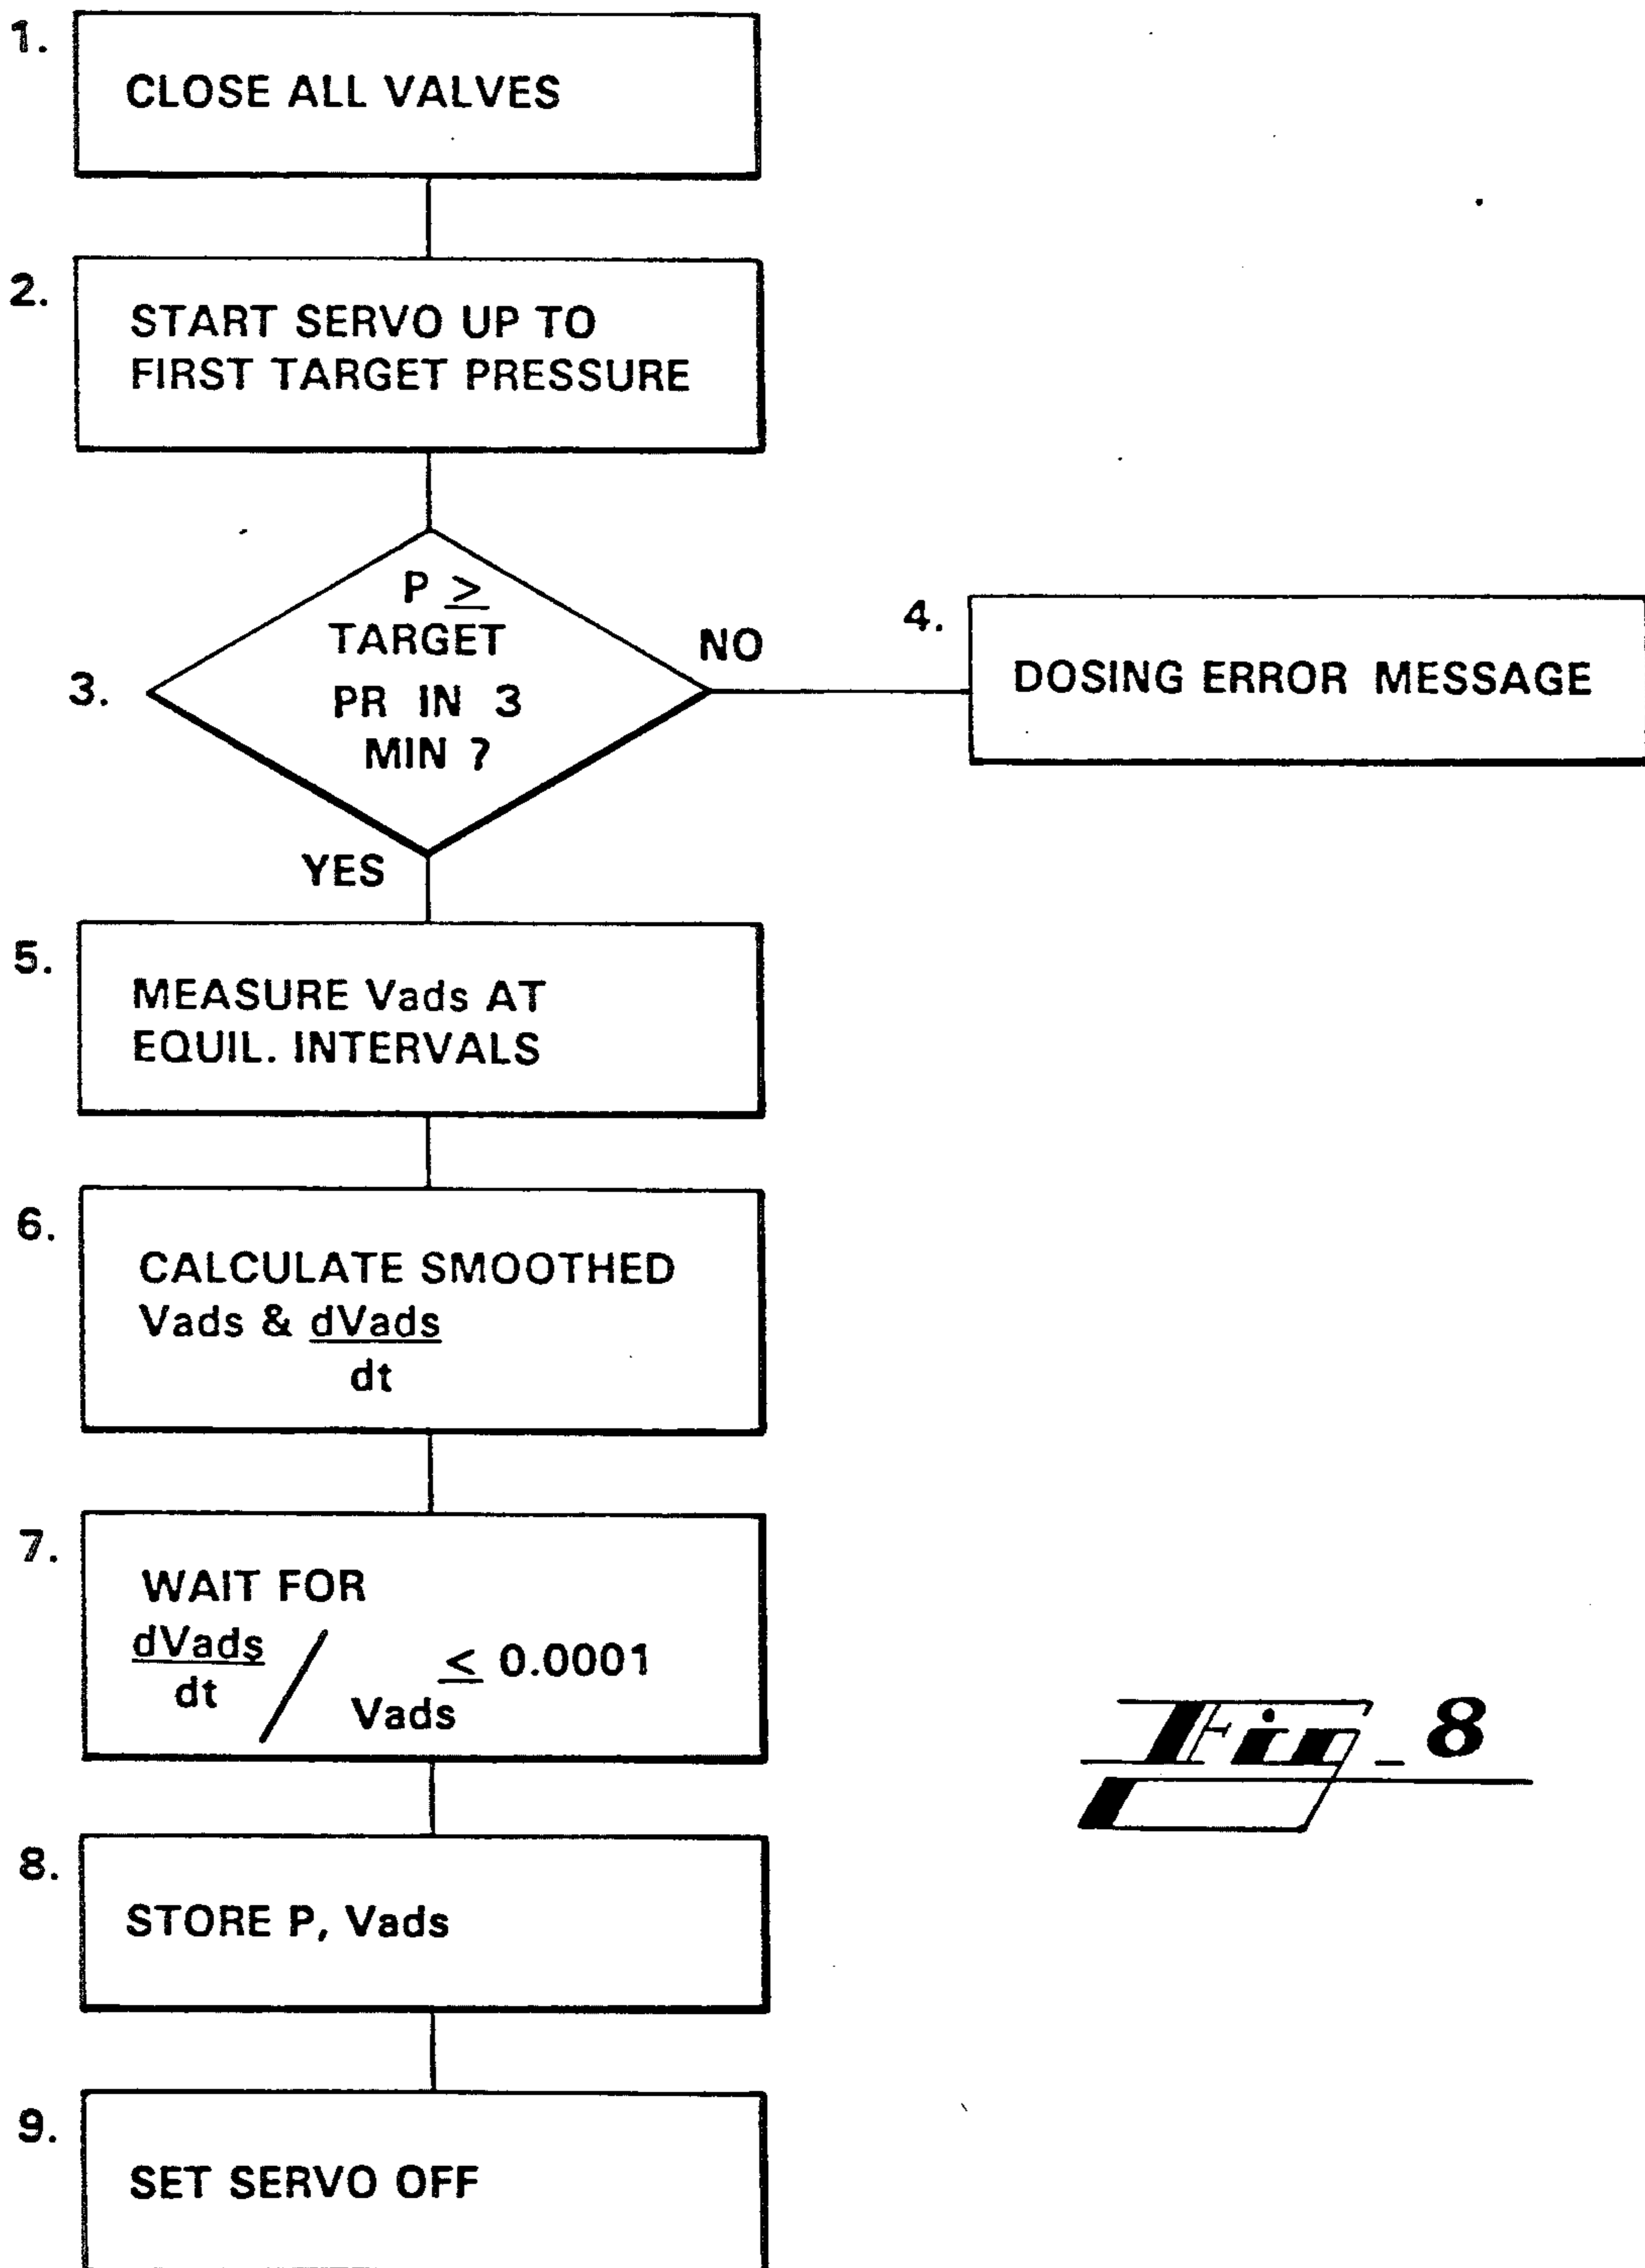 1.
CLOSE ALL VALVES
2.
START SERVO UP TO
FIRST TARGET PRESSURE
3.
P ≥
TARGET
PR IN 3
MIN ?
NO
4.
DOSING ERROR MESSAGE
YES
5.
MEASURE Vads AT
EQUIL. INTERVALS
6.
CALCULATE SMOOTHED
Vads & dVads
dt
7.
WAIT FOR
dVads
dt
/
Vads
≤ 0.0001
8.
STORE P, Vads
9.
SET SERVO OFF
Fig_8